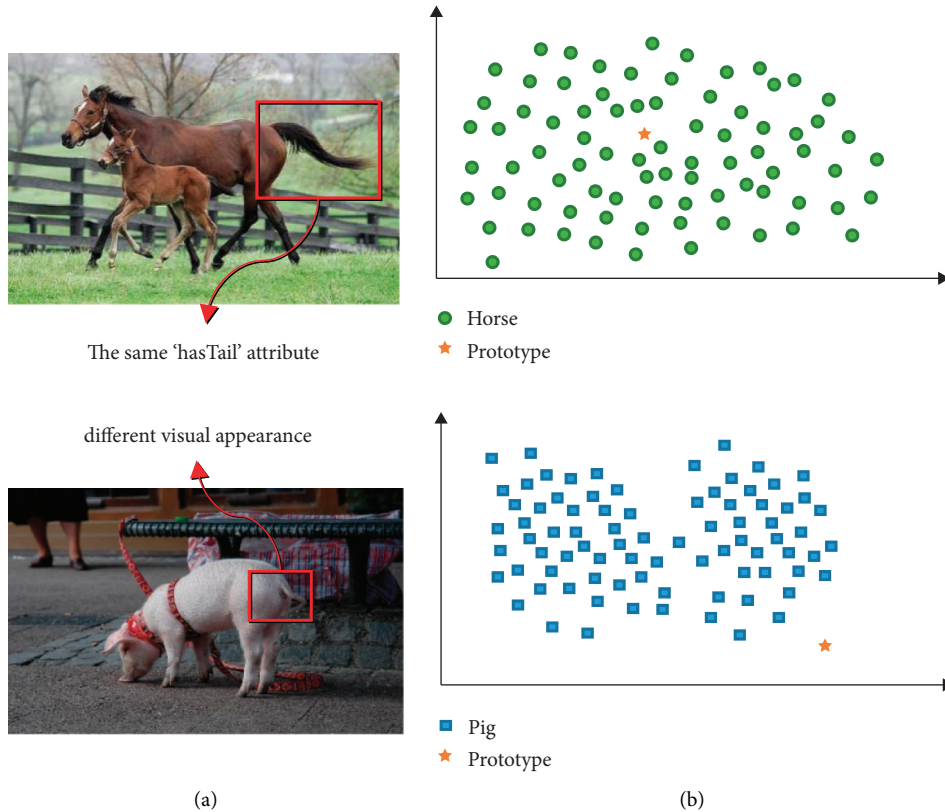 The same ‘hasTail’ attribute
different visual appearance
Horse
Prototype
Pig
Prototype
(a)
(b)